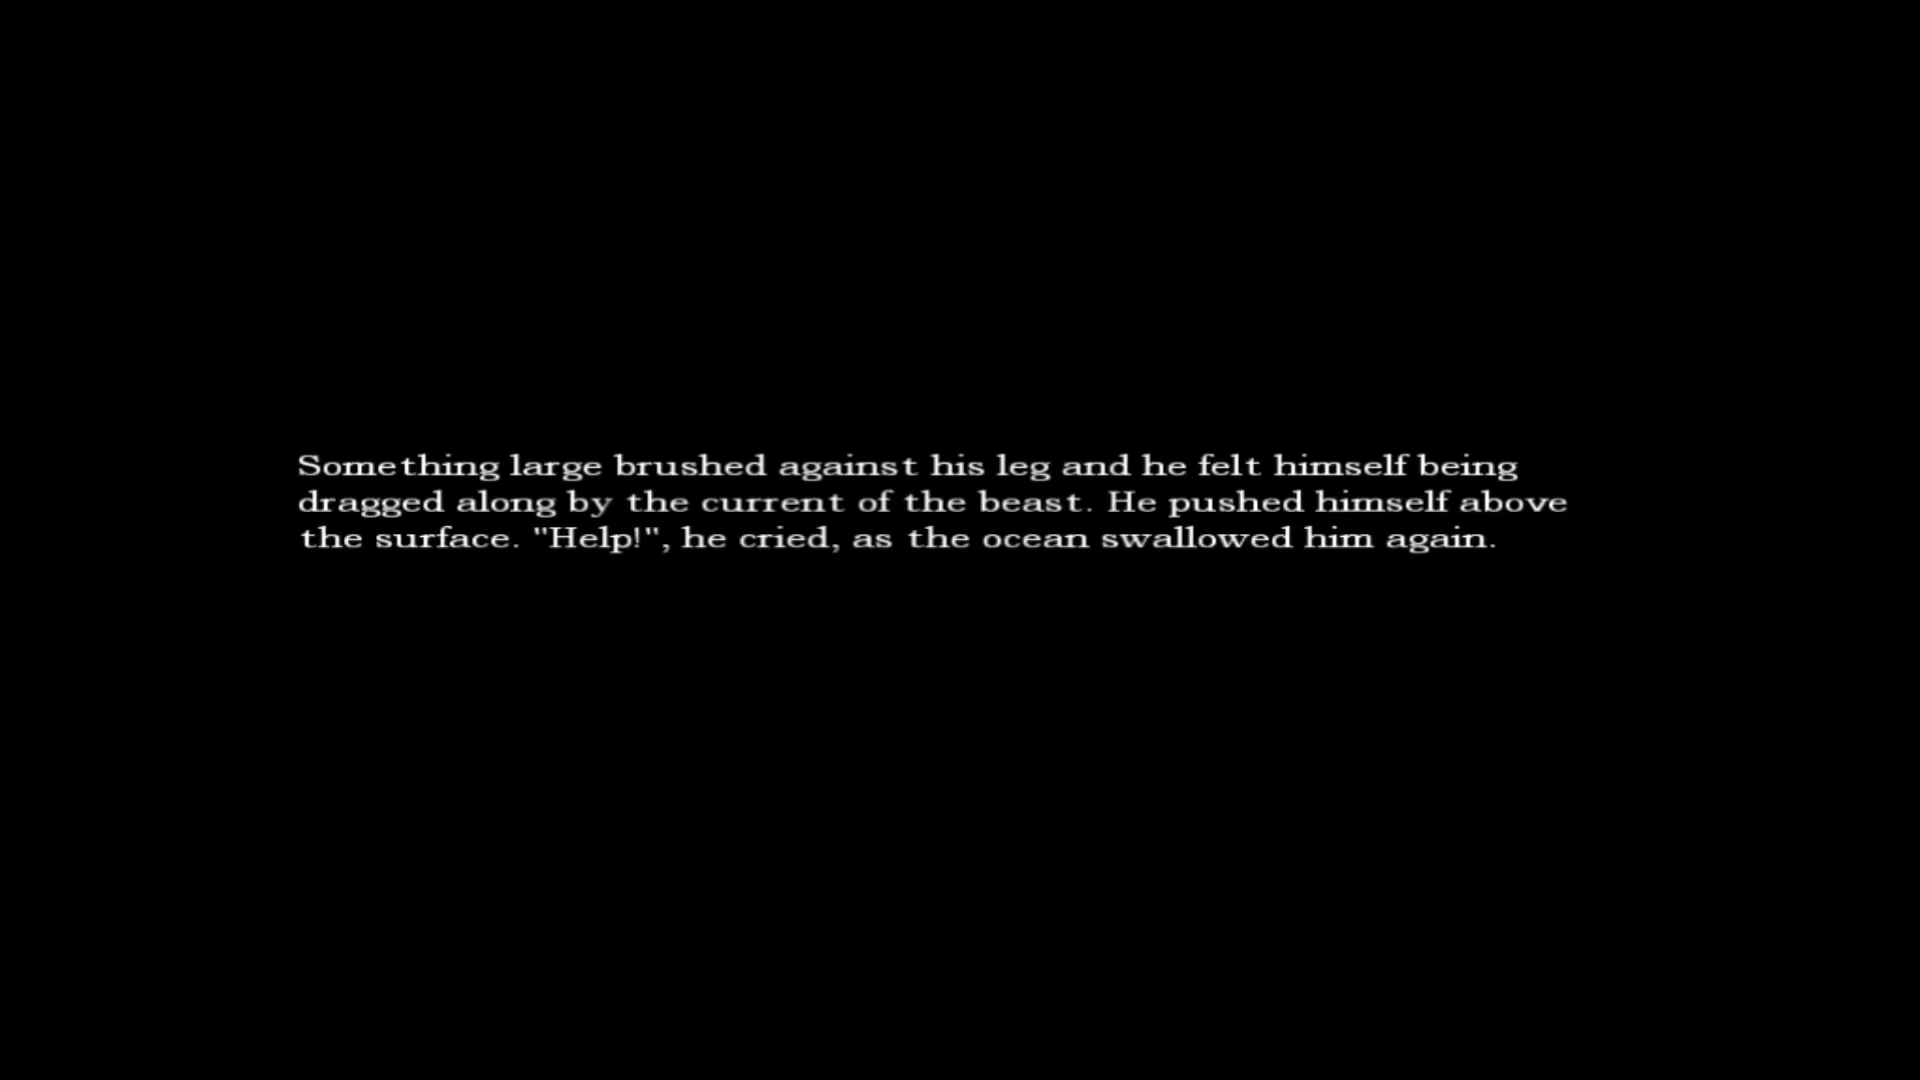 Something large brushed against his leg and he felt himself being
dragged along by the current of the beast. He pushed himself above
the surface. "Help!", he cried, as the ocean swallowed him again.